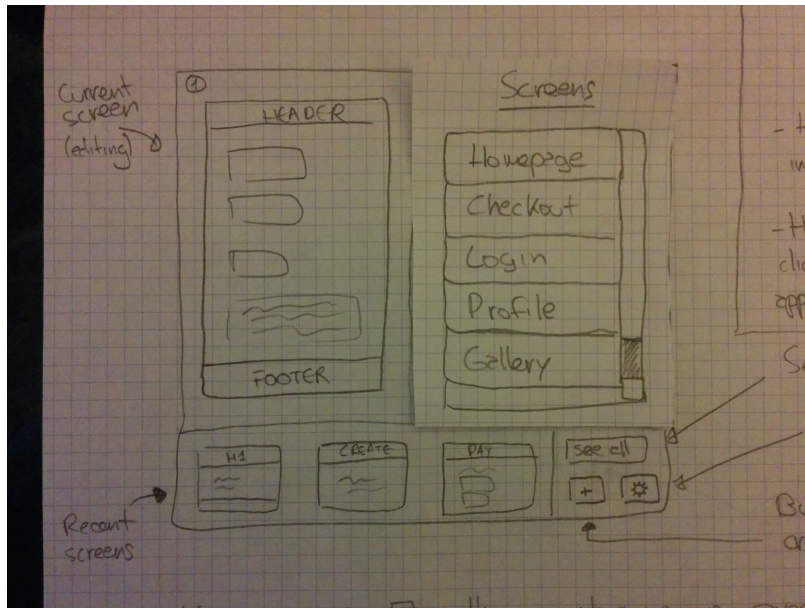 Current
screen
(editing)
1
HEADER
FOOTER
Screens
Homepage
Checkout
Login
Profile
Gallery
H1
CREATE
PAY
see all
+
Recent
screens